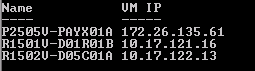 Name VM IP
---- -----
P2505V-PAYX01A 172.26.135.61
R1501V-D01R01B 10.17.121.16
R1502V-D05C01A 10.17.122.13